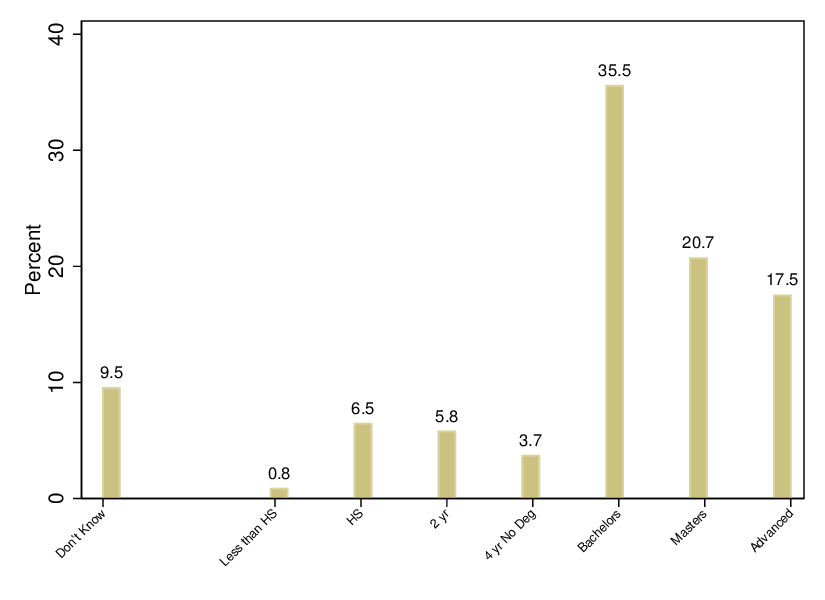 40
30
20
10
0
Percent
9.5
0.8
6.5
5.8
3.7
35.5
20.7
17.5
Don't Know
Less than HS
HS
2 yr
4 yr No Deg
Bachelors
Masters
Advanced